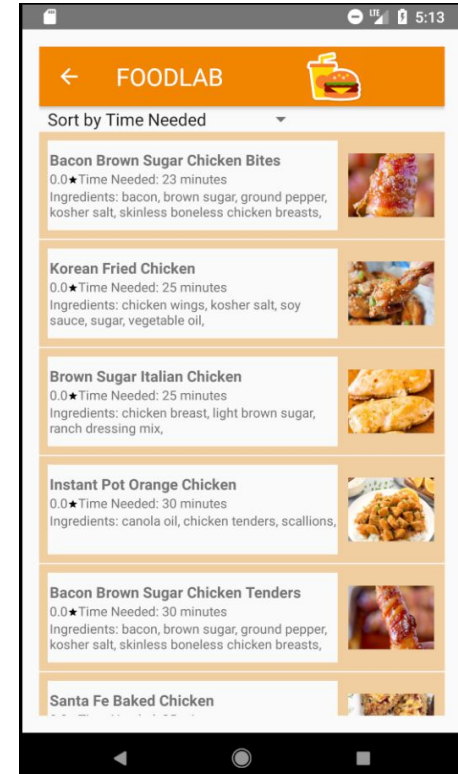 LTE 5:13
FOODLAB
Sort by Time Needed
Bacon Brown Sugar Chicken Bites
0.0★Time Needed: 23 minutes
Ingredients: bacon, brown sugar, ground pepper,
kosher salt, skinless boneless chicken breasts,
Korean Fried Chicken
0.0★Time Needed: 25 minutes
Ingredients: chicken wings, kosher salt, soy
sauce, sugar, vegetable oil,
Brown Sugar Italian Chicken
0.0★Time Needed: 25 minutes
Ingredients: chicken breast, light brown sugar,
ranch dressing mix,
Instant Pot Orange Chicken
0.0★Time Needed: 30 minutes
Ingredients: canola oil, chicken tenders, scallions,
Bacon Brown Sugar Chicken Tenders
0.0★Time Needed: 30 minutes
Ingredients: bacon, brown sugar, ground pepper,
kosher salt, skinless boneless chicken breasts,
Santa Fe Baked Chicken